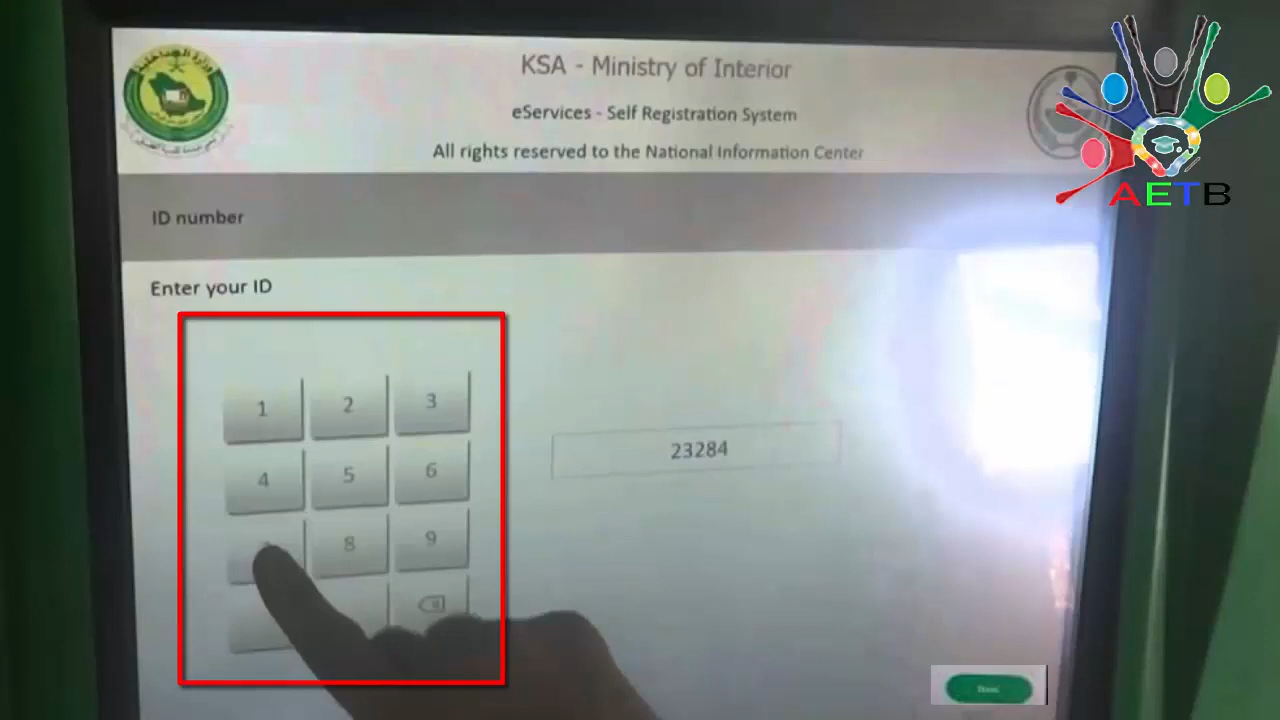 KSA - Ministry of Interior
eServices - Self Registration System
All rights reserved to the National Information Center
AETB
ID number
Enter your ID
1 2 3
4 5 6
8 9
23284